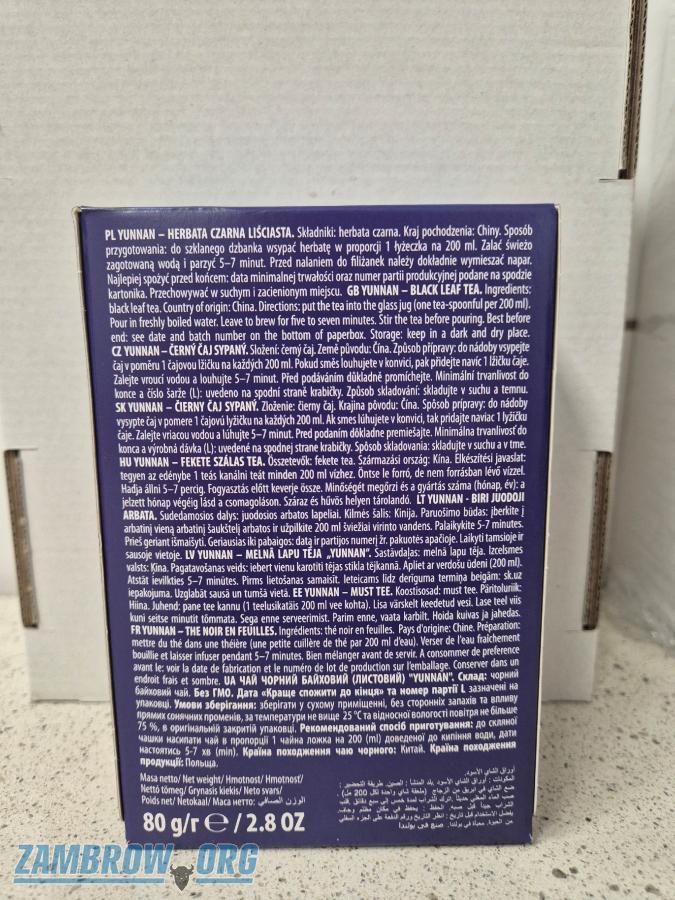 PL YUNNAN – HERBATA CZARNA LIŚCIASTA. Składniki: herbata czarna. Kraj pochodzenia: Chiny. Sposób
przygotowania: do szklanego dzbanka wsypać herbatę w proporcji 1 łyżeczka na 200 ml. Zalać świeżo
zagotowaną wodą i parzyć 5–7 minut. Przed nalaniem do filiżanek należy dokładnie wymieszać napar.
Najlepiej spożyć przed końcem: data minimalnej trwałości oraz numer partii produkcyjnej podane na spodzie
kartonika. Przechowywać w suchym i zacienionym miejscu. GB YUNNAN – BLACK LEAF TEA. Ingredients:
black leaf tea. Country of origin: China. Directions: put the tea into the glass jug (one tea-spoonful per 200 ml).
Pour in freshly boiled water. Leave to brew for five to seven minutes. Stir the tea before pouring. Best before
end: see date and batch number on the bottom of paperbox. Storage: keep in a dark and dry place.
CZ YUNNAN – ČERNÝ ČAJ SYPANÝ. Složení: černý čaj. Země původu: Čína. Způsob přípravy: do nádoby vsypejte
čaj v poměru 1 čajovou lžičku na každých 200 ml. Pokud směs louhujete v konvici, pak přidejte navíc 1 lžičku čaje.
Zalejte vroucí vodou a louhujte 5–7 minut. Před podáváním důkladně promíchejte. Minimální trvanlivost do
konce a číslo šarže (L): uvedeno na spodní straně krabičky. Způsob skladování: skladujte v suchu a temnu.
SK YUNNAN – ČIERNY ČAJ SYPANÝ. Zloženie: čierny čaj. Krajina pôvodu: Čína. Spôsob prípravy: do nádoby
vysypte čaj v pomere 1 čajovú lyžičku na každých 200 ml. Ak smes lúhujete v konvici, tak pridajte naviac 1 lyžičku
čaje. Zalejte vriacou vodou a lúhujte 5–7 minut. Pred podaním dôkladne premiešajte. Minimálna trvanlivosť do
konca a výrobná dávka (L): uvedené na spodnej strane krabičky. Spôsob skladovania: skladujte v suchu a v tme.
HU YUNNAN – FEKETE SZÁLAS TEA. Összetevők: fekete tea. Származási ország: Kína. Elkészítési javaslat:
tegyen az edénybe 1 teás kanálni teát minden 200 ml vízhez. Öntse le forró, de nem forrásban lévő vízzel.
Hadja állni 5–7 percig. Fogyasztás előtt keverje össze. Minőségét megőrzi és a gyártás száma (hónap, év): a
jelzett hónap végéig lásd a csomagoláson. Száraz és hűvös helyen tárolandó. LT YUNNAN - BIRI JUODOJI
ARBATA. Sudedamosios dalys: juodosios arbatos lapeliai. Kilmės šalis: Kinija. Paruošimo būdas: įberkite į
arbatinį vieną arbatinį šaukštelį arbatos ir užpilkite 200 ml šviežiai virinto vandens. Palaikykite 5-7 minutes.
Prieš geriant išmaišyti. Geriausias iki pabaigos: datą ir partijos numerį žr. pakuotės apačioje. Laikyti tamsioje ir
sausoje vietoje. LV YUNNAN – MELNĀ LAPU TĒJA „YUNNAN". Sastāvdaļas: melnā lapu tēja. Izcelsmes
valsts: Ķīna. Pagatavošanas veids: iebert vienu karotīti tējas stikla tējkannā. Apliet ar verdošu ūdeni (200 ml).
Atstāt ievilkties 5–7 minūtes. Pirms lietošanas samaisīt. Ieteicams līdz derīguma termiņa beigām: sk.uz
iepakojuma. Uzglabāt sausā un tumšā vietā. EE YUNNAN – MUST TEE. Koostisosad: must tee. Päritoluriik:
Hiina. Juhend: pane tee kannu (1 teelusikatäis 200 ml vee kohta). Lisa värskelt keedetud vesi. Lase teel viis
kuni seitse minutit tõmmata. Sega enne serveerimist. Parim enne, vaata karbilt. Hoida kuivas ja jahedas.
FR YUNNAN – THE NOIR EN FEUILLES. Ingrédients: thé noir en feuilles. Pays d'origine: Chine. Préparation:
mettre du thé dans une théière (une petite cuillère de thé par 200 ml d'eau). Verser de l'eau fraîchement
bouillie et laisser infuser pendant 5–7 minutes. Bien mélanger avant de servir. A consommer de preference
avant le: voir la date de fabrication et le numéro de lot de production sur l'emballage. Conserver dans un
endroit frais et sombre. UA ЧАЙ ЧОРНИЙ БАЙХОВИЙ (ЛИСТОВИЙ) "YUNNAN". Склад: чорний
байховий чай. Без ГМО. Дата «Краще спожити до кінця» та номер партії L зазначені на
упаковці. Умови зберігання: зберігати у сухому приміщенні, без сторонніх запахів та впливу
прямих сонячних променів, за температури не вище 25 °C та відносної вологості повітря не більше
75 %, в оригінальній закритій упаковці. Рекомендований спосіб приготування: до скляної
чашки насипати чай в пропорції 1 чайна ложка на 200 (ml) доведеної до кипіння води, дати
настоятись 5-7 хв (min). Країна походження чаю чорного: Китай. Країна походження
продукції: Польща.
Masa netto/ Net weight/ Hmotnost/ Hmotnosť/
Nettó tömeg/ Grynasis kiekis/ Neto svars/
Poids net/ Netokaal/ Маса нетто: الوزن الصافي
80 g/г ℮ / 2.8 OZ
أوراق الشاي الأسود.
المكونات : أوراق الشاي الأسود. بلد المنشأ : الصين. طريقة التحضير :
ضع الشاي في ابريق من الزجاج (ملعقة شاي واحدة لكل 200 مل).
ZAMBROW.ORG